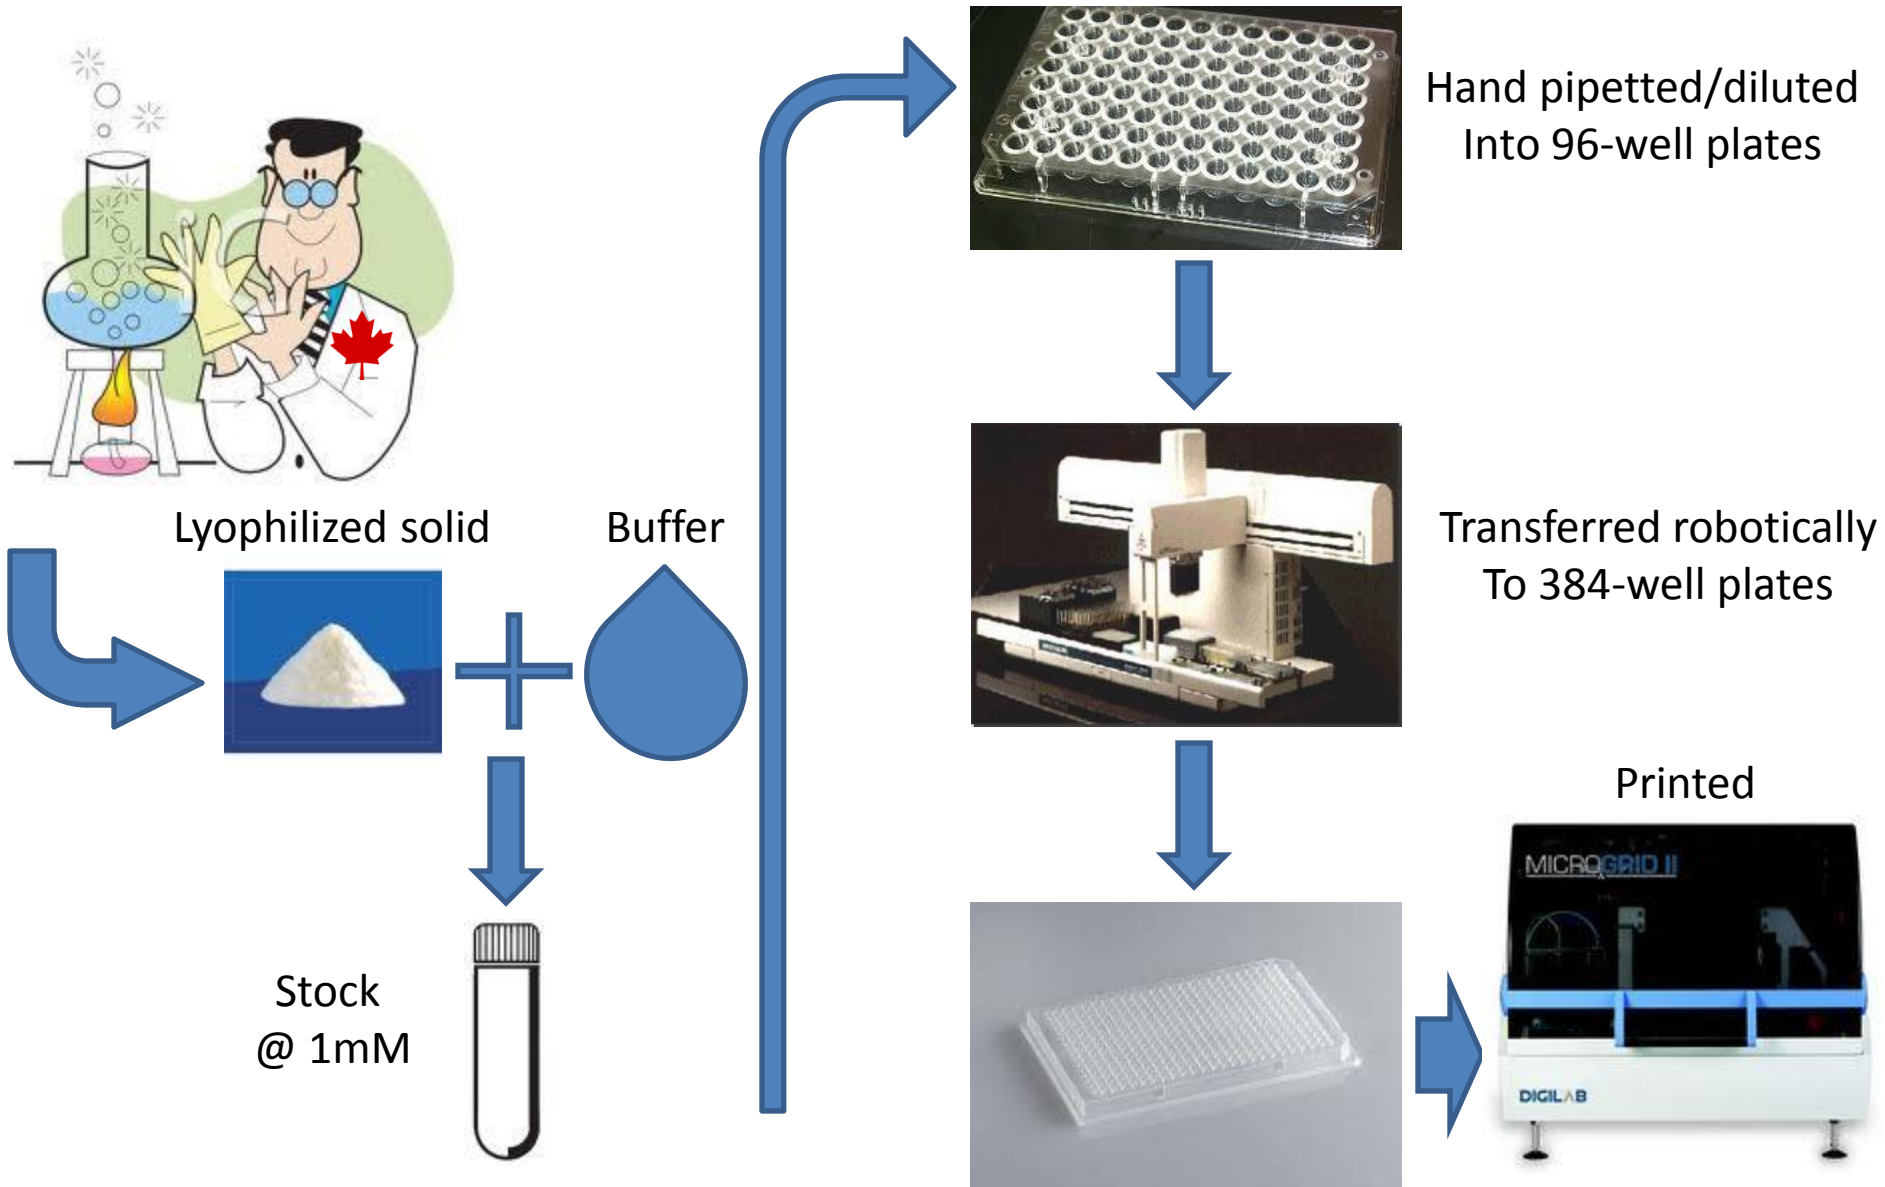 Lyophilized solid
Buffer
Stock
@ 1mM
Hand pipetted/diluted
Into 96-well plates
Transferred robotically
To 384-well plates
Printed
MICROGRID II
DIGILAB